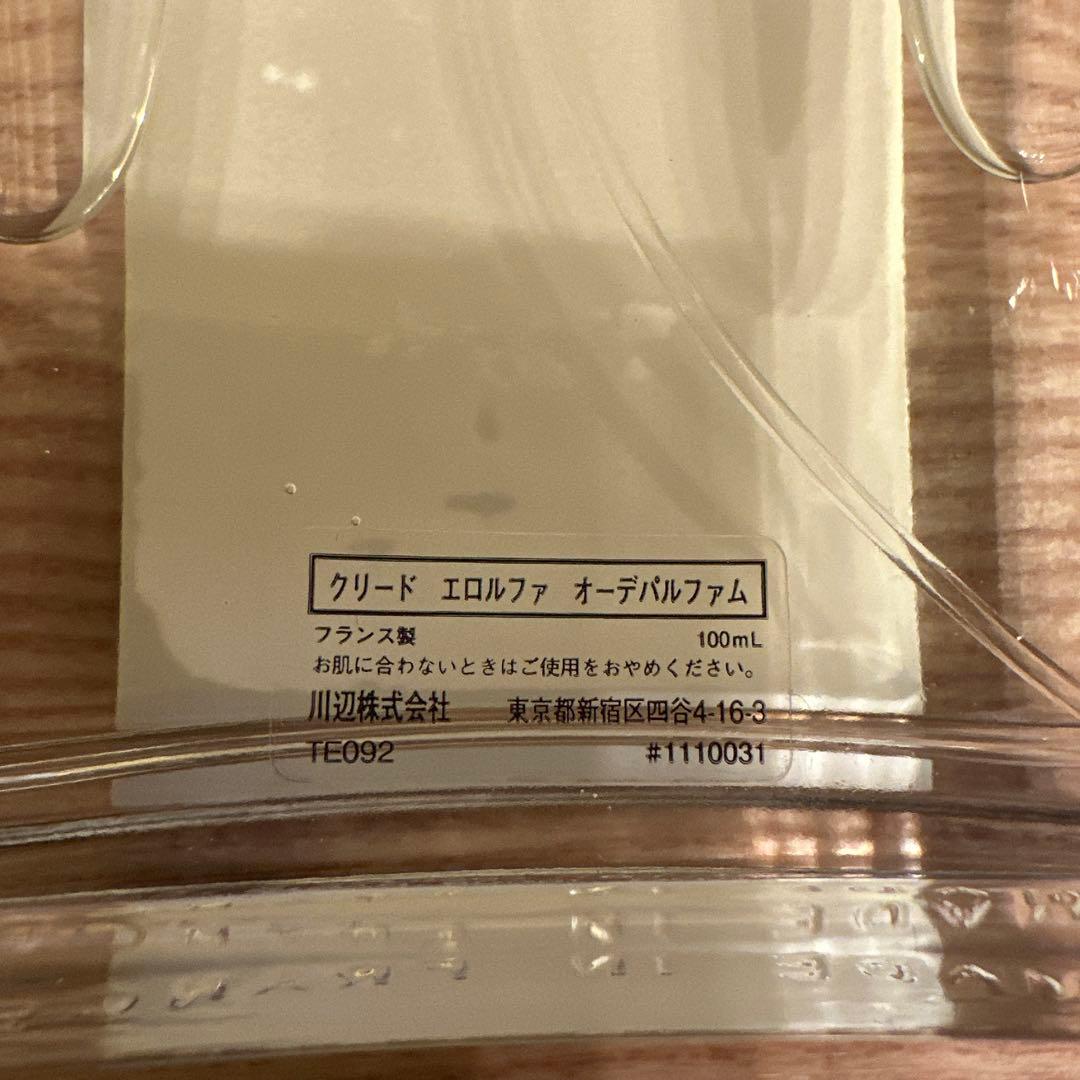 クリード　エロルファ　オーデパルファム
フランス製　100mL
お肌に合わないときはご使用をおやめください。
川辺株式会社　東京都新宿区四谷4-16-3
TE092　#1110031